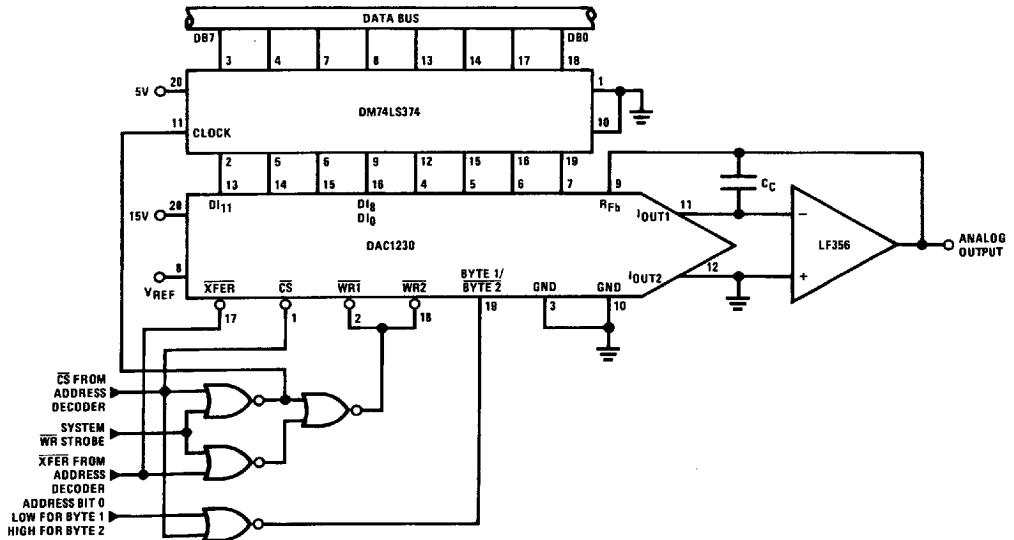 DATA BUS
DB7 DB0
3 4 7 8 13 14 17 18
5V 20 1
DM74LS374
11 CLOCK 10
2 5 6 9 12 15 16 19
13 14 15 16 4 5 6 7 9
DI11 DI8 RFb
DI0
15V 20
IOUT1 11
CC
DAC1230
LF356
ANALOG
OUTPUT
VREF 8
IOUT2 12
XFER CS WR1 WR2 BYTE 1/ GND GND
BYTE 2
17 1 2 18 19 3 10
CS FROM
ADDRESS
DECODER
SYSTEM
WR STROBE
XFER FROM
ADDRESS
DECODER
ADDRESS BIT 0
LOW FOR BYTE 1
HIGH FOR BYTE 2
− +